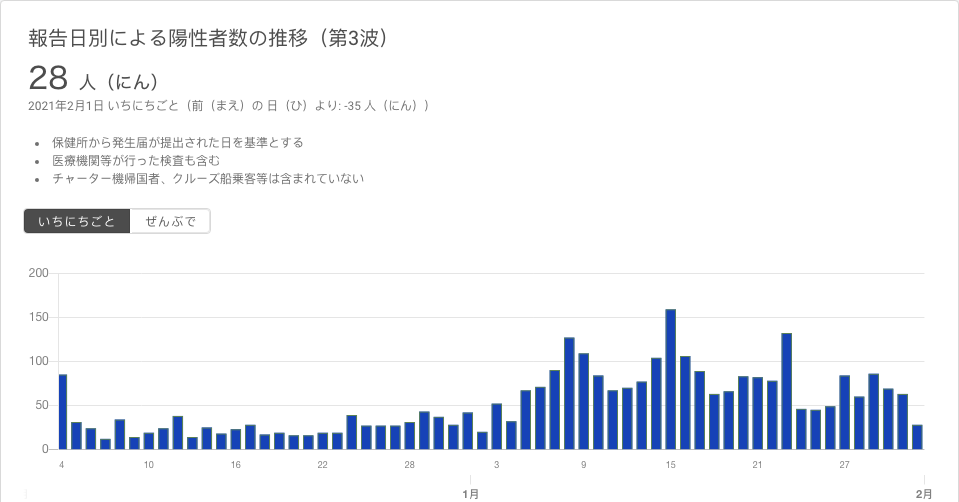 報告日別による陽性者数の推移（第3波）
28 人（にん）
2021年2月1日 いちにちごと（前（まえ）の 日（ひ）より: -35 人（にん））
保健所から発生届が提出された日を基準とする
医療機関等が行った検査も含む
チャーター機帰国者、クルーズ船乗客等は含まれていない
いちにちごと ぜんぶで
200
150
100
50
0
4 10 16 22 28 3 9 15 21 27
1月 2月